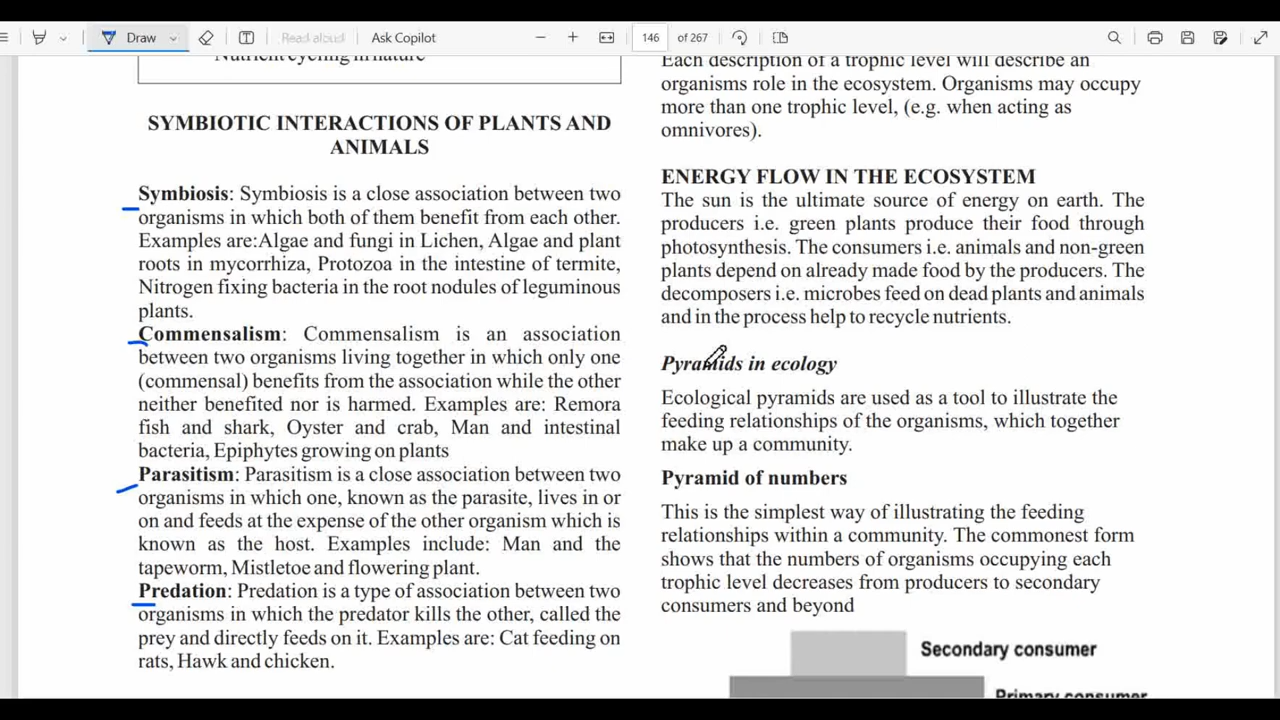 Draw
Read aloud
Ask Copilot
146 of 267
Nutrient cycling in nature
SYMBIOTIC INTERACTIONS OF PLANTS AND
ANIMALS
Symbiosis: Symbiosis is a close association between two
organisms in which both of them benefit from each other.
Examples are:Algae and fungi in Lichen, Algae and plant
roots in mycorrhiza, Protozoa in the intestine of termite,
Nitrogen fixing bacteria in the root nodules of leguminous
plants.
Commensalism: Commensalism is an association
between two organisms living together in which only one
(commensal) benefits from the association while the other
neither benefited nor is harmed. Examples are: Remora
fish and shark, Oyster and crab, Man and intestinal
bacteria, Epiphytes growing on plants
Parasitism: Parasitism is a close association between two
organisms in which one, known as the parasite, lives in or
on and feeds at the expense of the other organism which is
known as the host. Examples include: Man and the
tapeworm, Mistletoe and flowering plant.
Predation: Predation is a type of association between two
organisms in which the predator kills the other, called the
prey and directly feeds on it. Examples are: Cat feeding on
rats, Hawk and chicken.
Each description of a trophic level will describe an
organisms role in the ecosystem. Organisms may occupy
more than one trophic level, (e.g. when acting as
omnivores).
ENERGY FLOW IN THE ECOSYSTEM
The sun is the ultimate source of energy on earth. The
producers i.e. green plants produce their food through
photosynthesis. The consumers i.e. animals and non-green
plants depend on already made food by the producers. The
decomposers i.e. microbes feed on dead plants and animals
and in the process help to recycle nutrients.
Pyramids in ecology
Ecological pyramids are used as a tool to illustrate the
feeding relationships of the organisms, which together
make up a community.
Pyramid of numbers
This is the simplest way of illustrating the feeding
relationships within a community. The commonest form
shows that the numbers of organisms occupying each
trophic level decreases from producers to secondary
consumers and beyond
Secondary consumer
Primary consumer